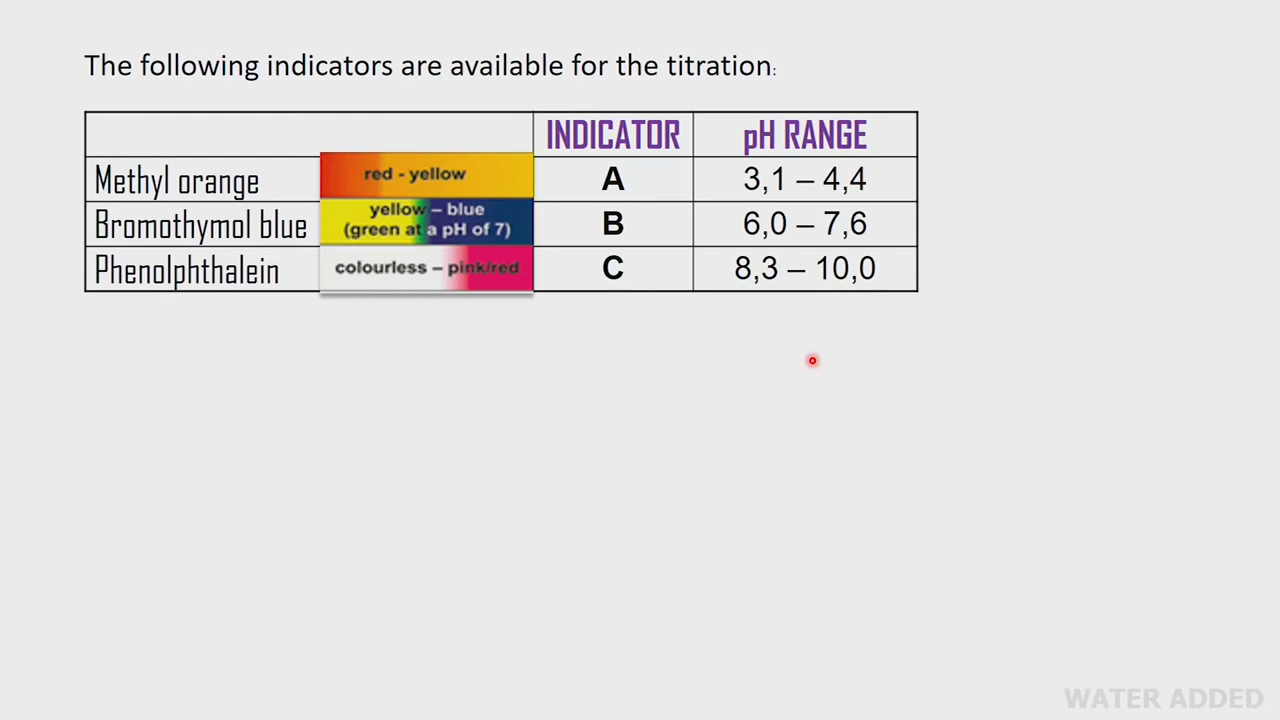 The following indicators are available for the titration:
INDICATOR pH RANGE
Methyl orange red - yellow A 3,1 – 4,4
Bromothymol blue yellow – blue (green at a pH of 7) B 6,0 – 7,6
Phenolphthalein colourless – pink/red C 8,3 – 10,0
WATER ADDED